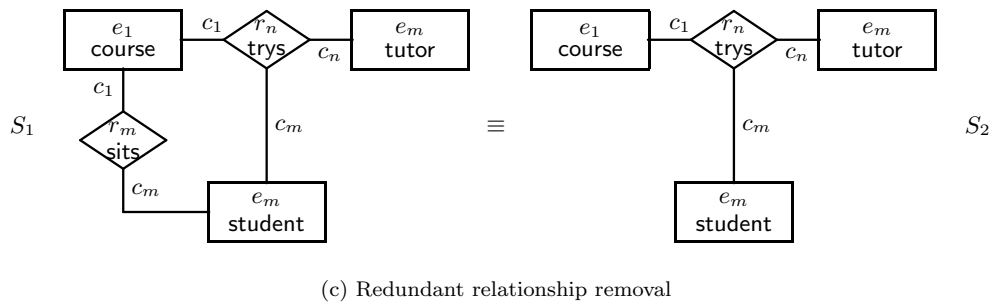 e₁ c₁ rₙ eₘ e₁ c₁ rₙ eₘ
course trys cₙ tutor course trys cₙ tutor
c₁
S₁ rₘ cₘ ≡ cₘ S₂
sits
cₘ eₘ eₘ
student student
(c) Redundant relationship removal